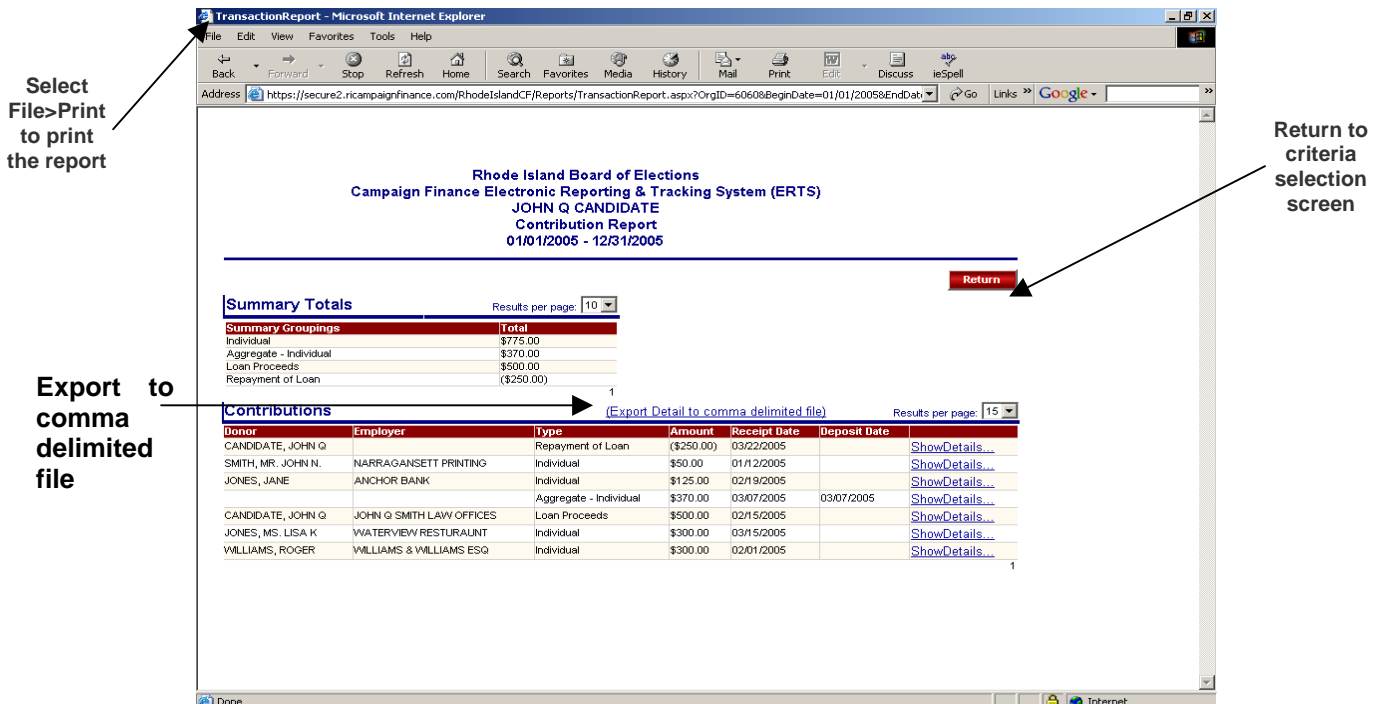 TransactionReport - Microsoft Internet Explorer
File Edit View Favorites Tools Help
Back Forward Stop Refresh Home Search Favorites Media History Mail Print Edit Discuss ieSpell
Address https://secure2.ricampaignfinance.com/RhodeIslandCF/Reports/TransactionReport.aspx?OrgID=6060&BeginDate=01/01/2005&EndDat Go Links » Google »
Select
File>Print
to print
the report
Return to
criteria
selection
screen
Rhode Island Board of Elections
Campaign Finance Electronic Reporting & Tracking System (ERTS)
JOHN Q CANDIDATE
Contribution Report
01/01/2005 - 12/31/2005
Return
Summary Totals Results per page: 10
Summary Groupings Total
Individual $775.00
Aggregate - Individual $370.00
Loan Proceeds $500.00
Repayment of Loan ($250.00)
1
Export to
comma
delimited
file
Contributions (Export Detail to comma delimited file) Results per page: 15
Donor Employer Type Amount Receipt Date Deposit Date
CANDIDATE, JOHN Q Repayment of Loan ($250.00) 03/22/2005 ShowDetails...
SMITH, MR. JOHN N. NARRAGANSETT PRINTING Individual $50.00 01/12/2005 ShowDetails...
JONES, JANE ANCHOR BANK Individual $125.00 02/19/2005 ShowDetails...
Aggregate - Individual $370.00 03/07/2005 03/07/2005 ShowDetails...
CANDIDATE, JOHN Q JOHN Q SMITH LAW OFFICES Loan Proceeds $500.00 02/15/2005 ShowDetails...
JONES, MS. LISA K WATERVIEW RESTURAUNT Individual $300.00 03/15/2005 ShowDetails...
WILLIAMS, ROGER WILLIAMS & WILLIAMS ESQ Individual $300.00 02/01/2005 ShowDetails...
1
Done Internet